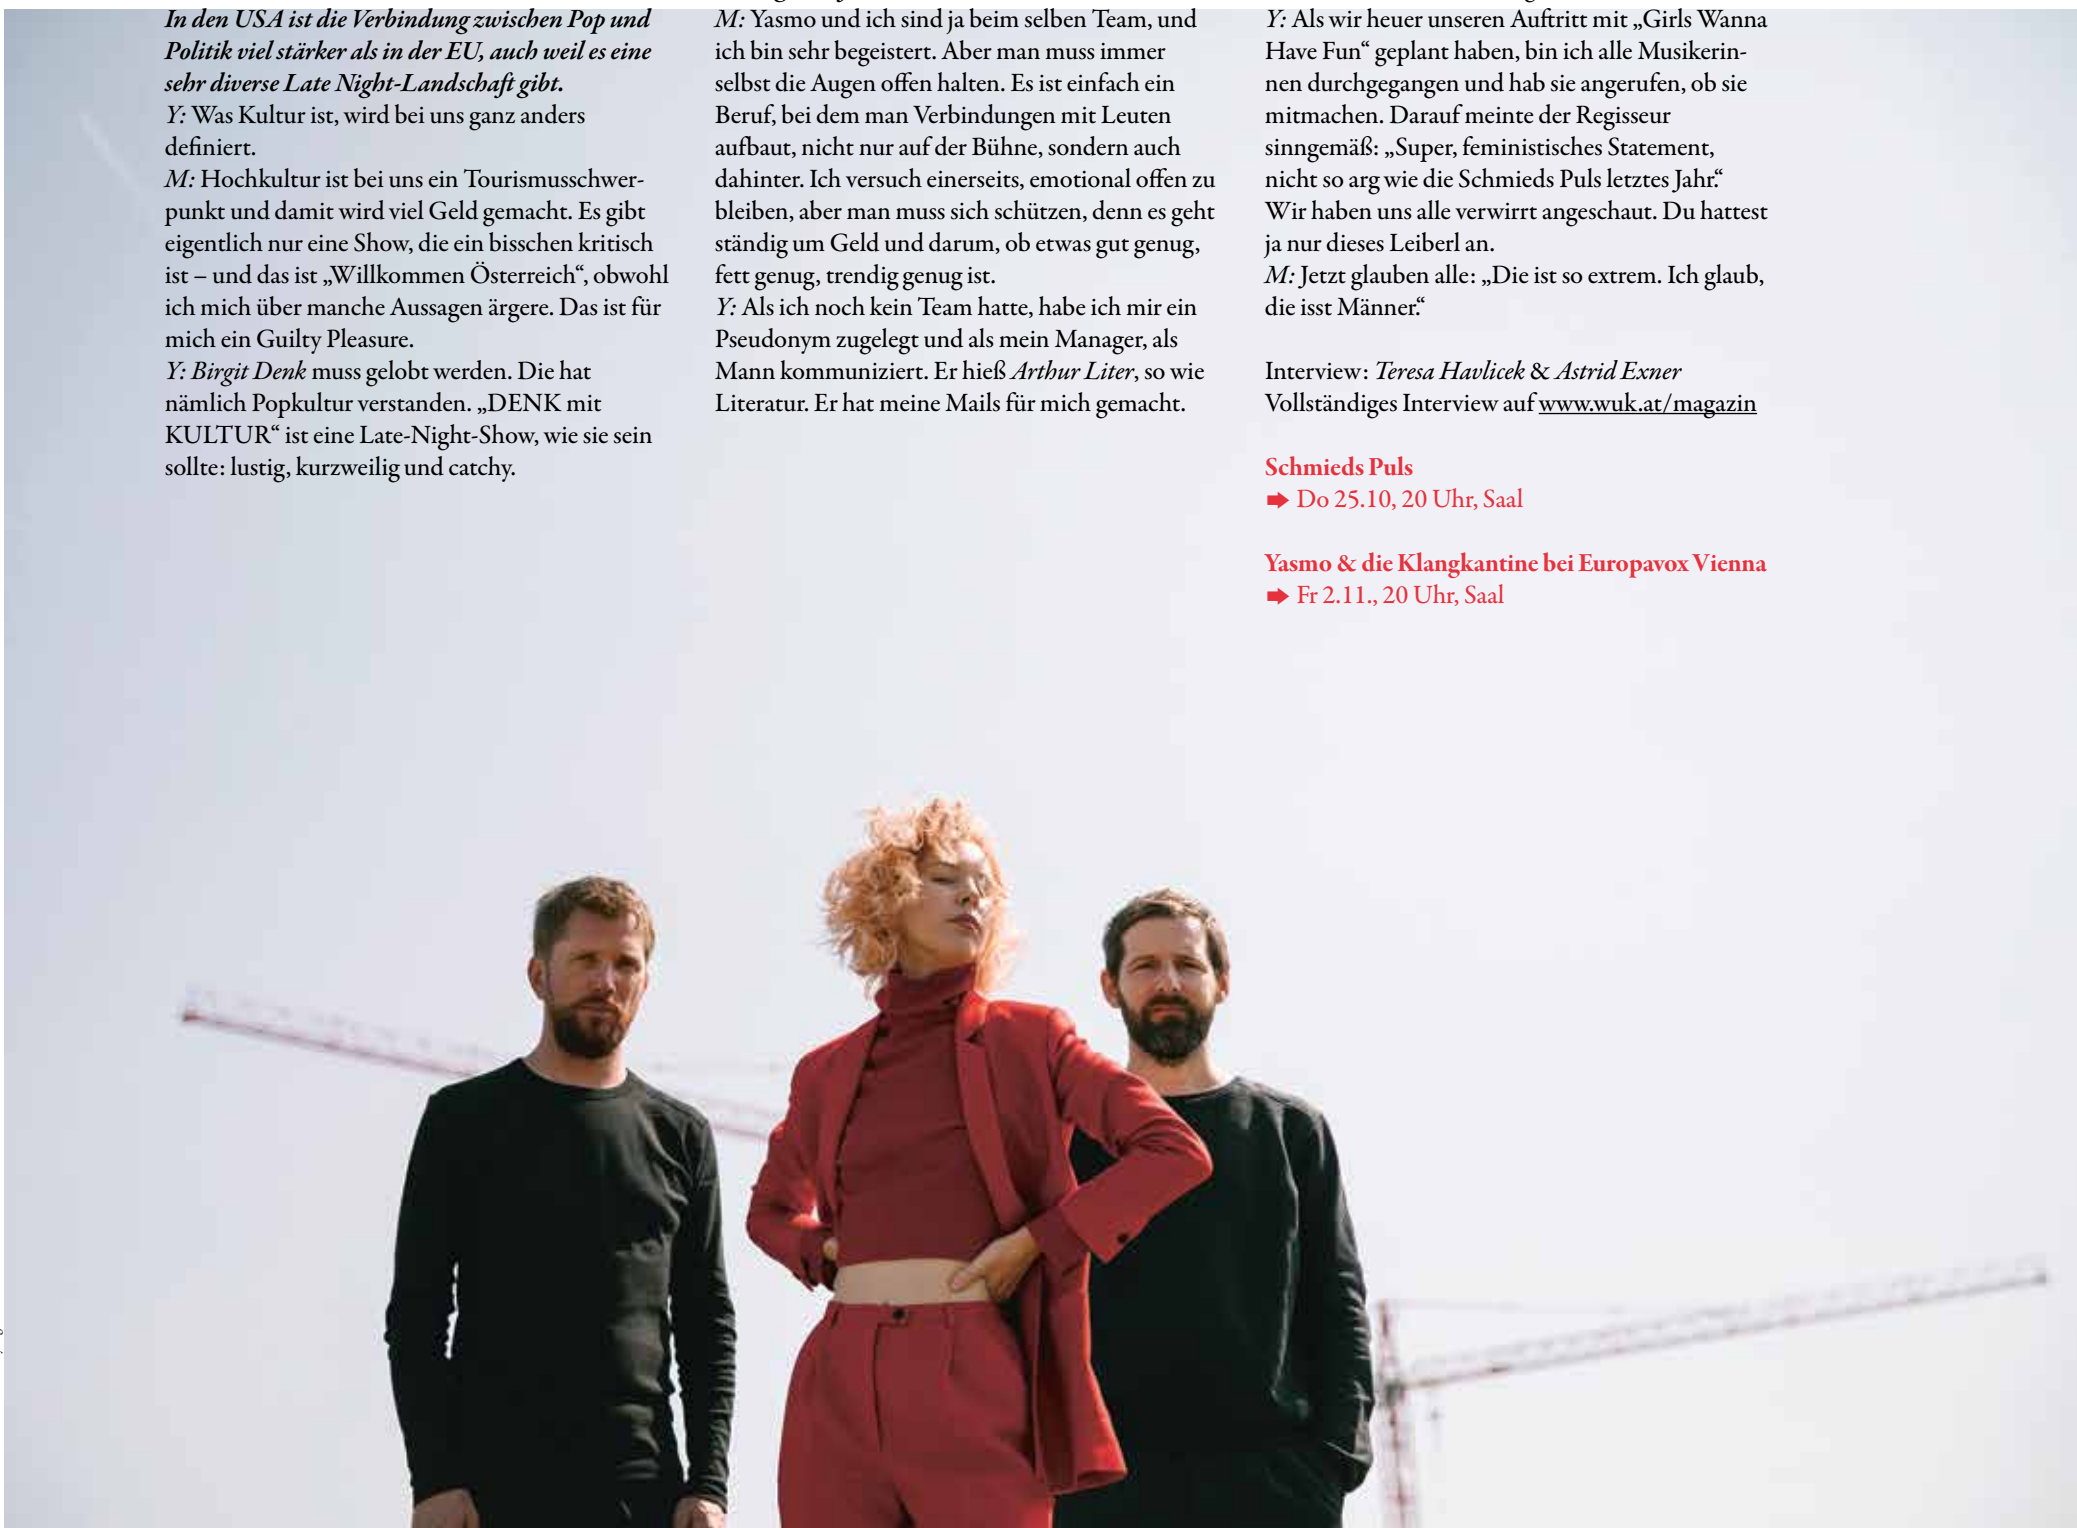 In den USA ist die Verbindung zwischen Pop und
Politik viel stärker als in der EU, auch weil es eine
sehr diverse Late Night-Landschaft gibt.
Y: Was Kultur ist, wird bei uns ganz anders
definiert.
M: Hochkultur ist bei uns ein Tourismusschwer-
punkt und damit wird viel Geld gemacht. Es gibt
eigentlich nur eine Show, die ein bisschen kritisch
ist – und das ist „Willkommen Österreich“, obwohl
ich mich über manche Aussagen ärgere. Das ist für
mich ein Guilty Pleasure.
Y: Birgit Denk muss gelobt werden. Die hat
nämlich Popkultur verstanden. „DENK mit
KULTUR“ ist eine Late-Night-Show, wie sie sein
sollte: lustig, kurzweilig und catchy.
M: Yasmo und ich sind ja beim selben Team, und
ich bin sehr begeistert. Aber man muss immer
selbst die Augen offen halten. Es ist einfach ein
Beruf, bei dem man Verbindungen mit Leuten
aufbaut, nicht nur auf der Bühne, sondern auch
dahinter. Ich versuch einerseits, emotional offen zu
bleiben, aber man muss sich schützen, denn es geht
ständig um Geld und darum, ob etwas gut genug,
fett genug, trendig genug ist.
Y: Als ich noch kein Team hatte, habe ich mir ein
Pseudonym zugelegt und als mein Manager, als
Mann kommuniziert. Er hieß Arthur Liter, so wie
Literatur. Er hat meine Mails für mich gemacht.
Y: Als wir heuer unseren Auftritt mit „Girls Wanna
Have Fun“ geplant haben, bin ich alle Musikerin-
nen durchgegangen und hab sie angerufen, ob sie
mitmachen. Darauf meinte der Regisseur
sinngemäß: „Super, feministisches Statement,
nicht so arg wie die Schmieds Puls letztes Jahr.“
Wir haben uns alle verwirrt angeschaut. Du hattest
ja nur dieses Leiberl an.
M: Jetzt glauben alle: „Die ist so extrem. Ich glaub,
die isst Männer.“
Interview: Teresa Havlicek & Astrid Exner
Vollständiges Interview auf www.wuk.at/magazin
Schmieds Puls
➡ Do 25.10, 20 Uhr, Saal
Yasmo & die Klangkantine bei Europavox Vienna
➡ Fr 2.11., 20 Uhr, Saal